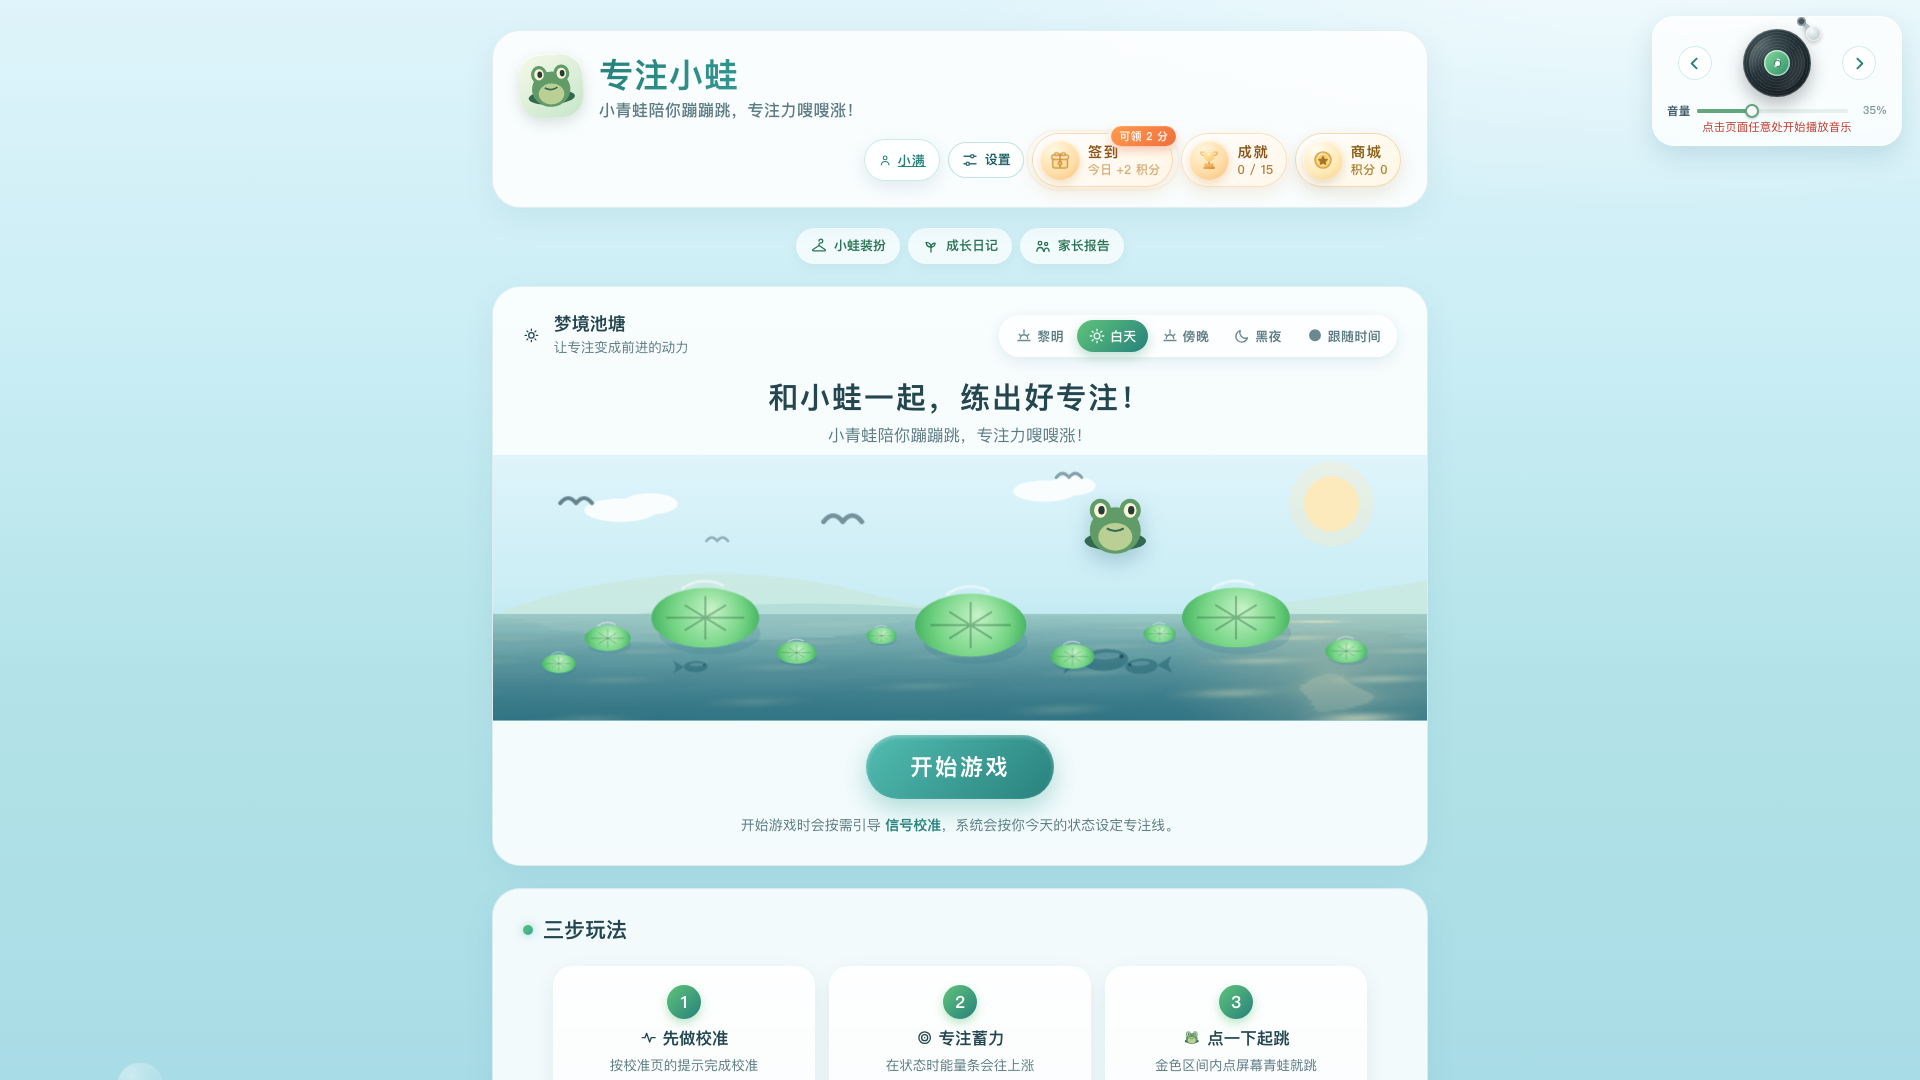 专注小蛙
小青蛙陪你蹦蹦跳，专注力嗖嗖涨！
小满
设置
可领 2 分
签到
今日 +2 积分
成就
0 / 15
商城
积分 0
音量
35%
点击页面任意处开始播放音乐
小蛙装扮
成长日记
家长报告
梦境池塘
让专注变成前进的动力
黎明
白天
傍晚
黑夜
跟随时间
和小蛙一起，练出好专注！
小青蛙陪你蹦蹦跳，专注力嗖嗖涨！
开始游戏
开始游戏时会按需引导 信号校准，系统会按你今天的状态设定专注线。
三步玩法
1
先做校准
按校准页的提示完成校准
2
专注蓄力
在状态时能量条会往上涨
3
点一下起跳
金色区间内点屏幕青蛙就跳